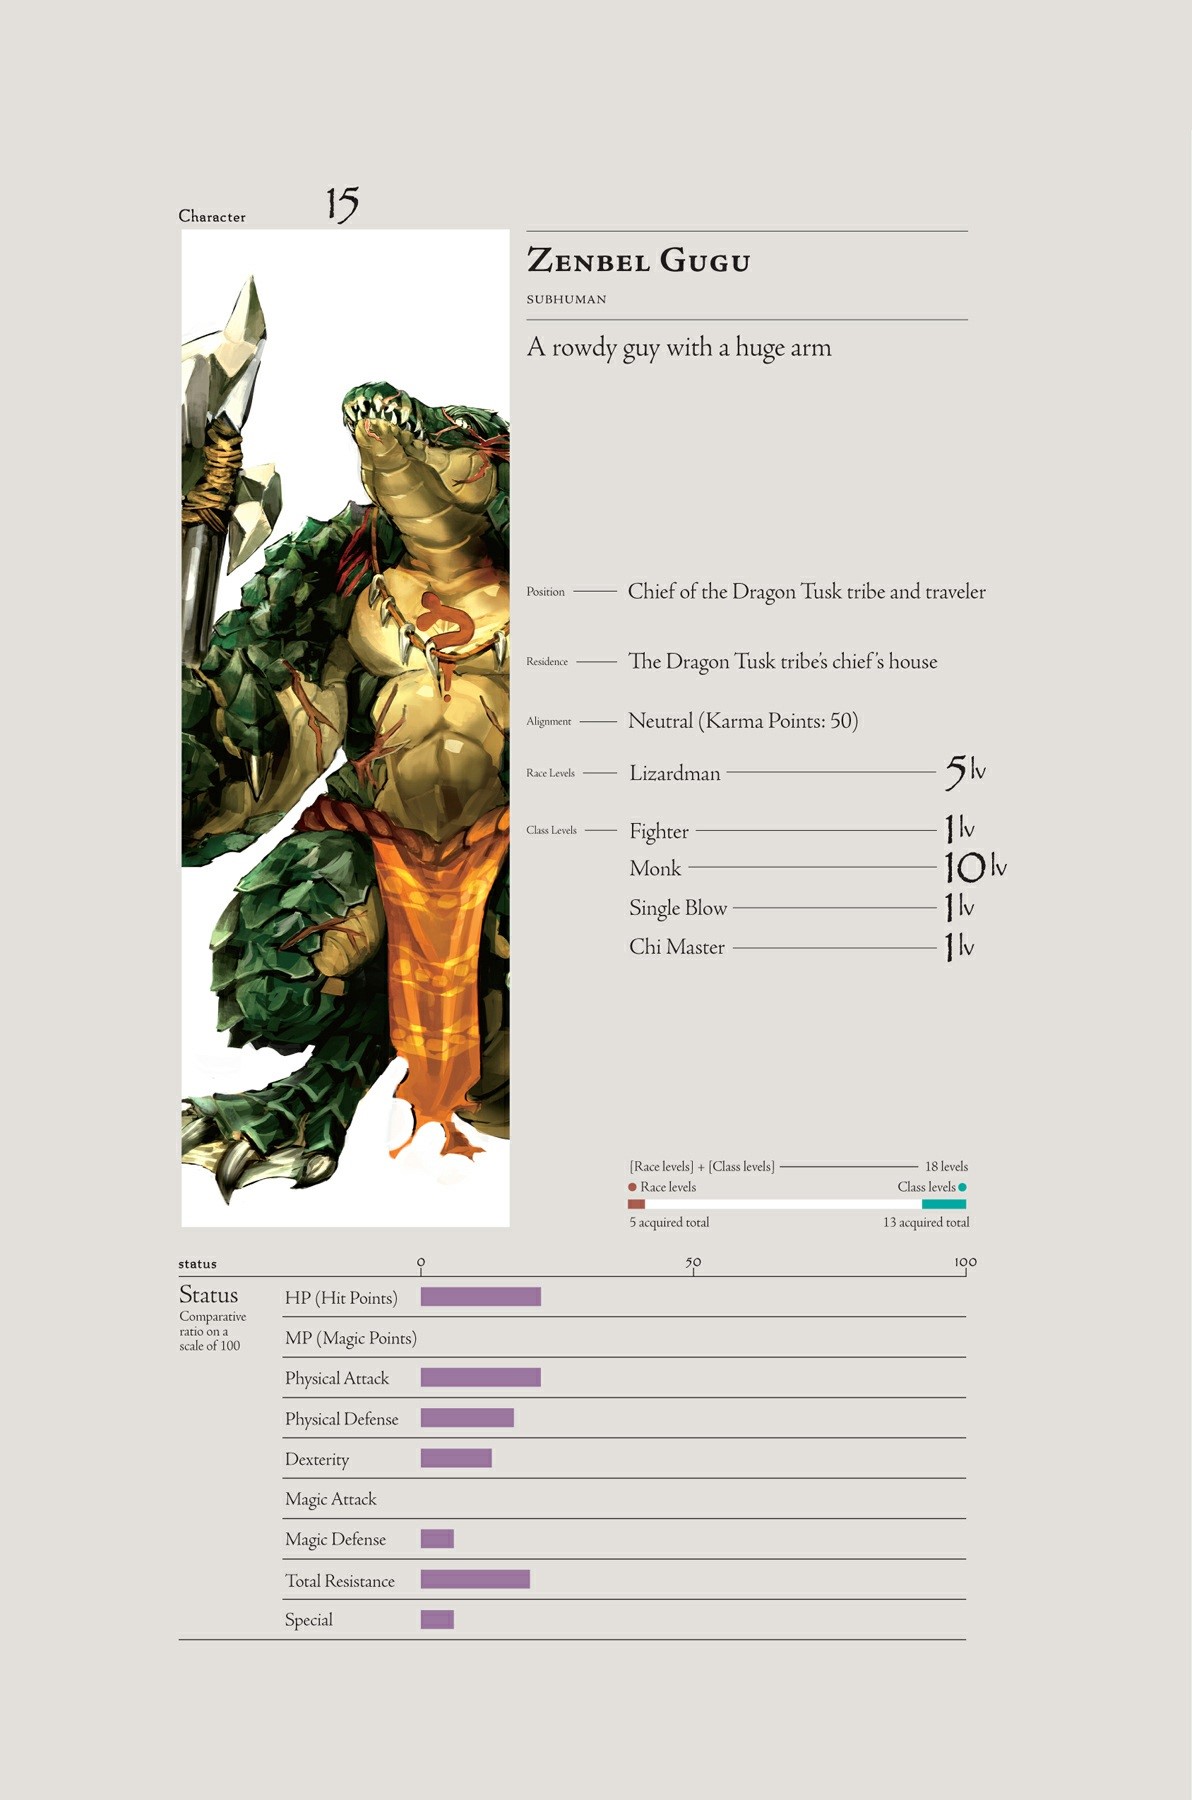 Character 15
Zenbel Gugu
SUBHUMAN
A rowdy guy with a huge arm
Position Chief of the Dragon Tusk tribe and traveler
Residence The Dragon Tusk tribe's chief's house
Alignment Neutral (Karma Points: 50)
Race Levels Lizardman 5 lv
Class Levels Fighter 1 lv
Monk 10 lv
Single Blow 1 lv
Chi Master 1 lv
[Race levels] + [Class levels] 18 levels
Race levels Class levels
5 acquired total 13 acquired total
status 0 50 100
Status
Comparative
ratio on a
scale of 100
HP (Hit Points)
MP (Magic Points)
Physical Attack
Physical Defense
Dexterity
Magic Attack
Magic Defense
Total Resistance
Special